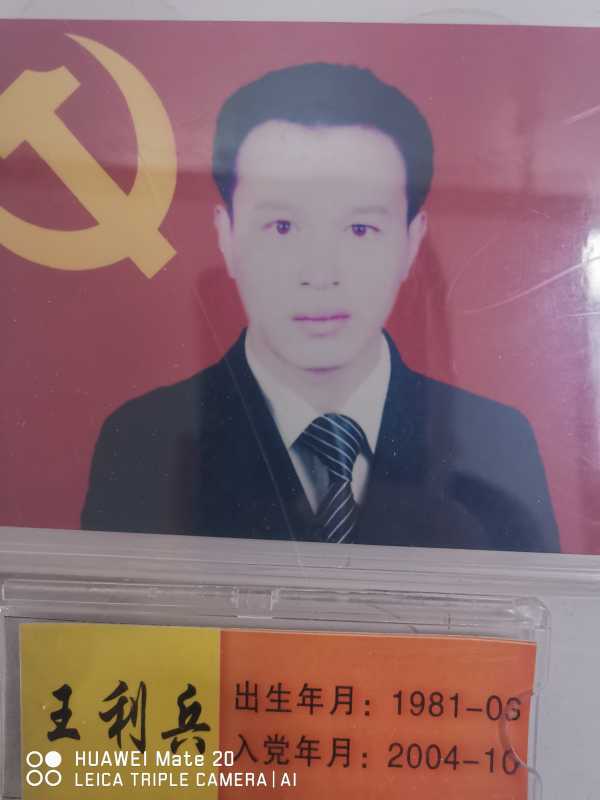 王利兵
出生年月：1981-06
入党年月：2004-10
HUAWEI Mate 20
LEICA TRIPLE CAMERA | AI